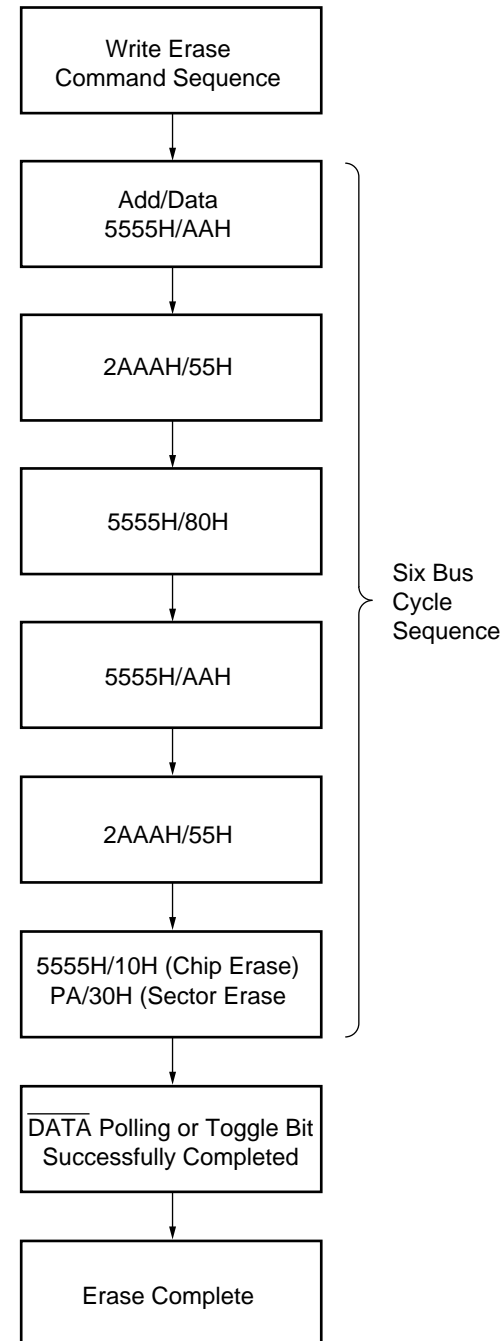 Write Erase
Command Sequence
Add/Data
5555H/AAH
2AAAH/55H
5555H/80H
Six Bus
Cycle
Sequence
5555H/AAH
2AAAH/55H
5555H/10H (Chip Erase)
PA/30H (Sector Erase
DATA Polling or Toggle Bit
Successfully Completed
Erase Complete